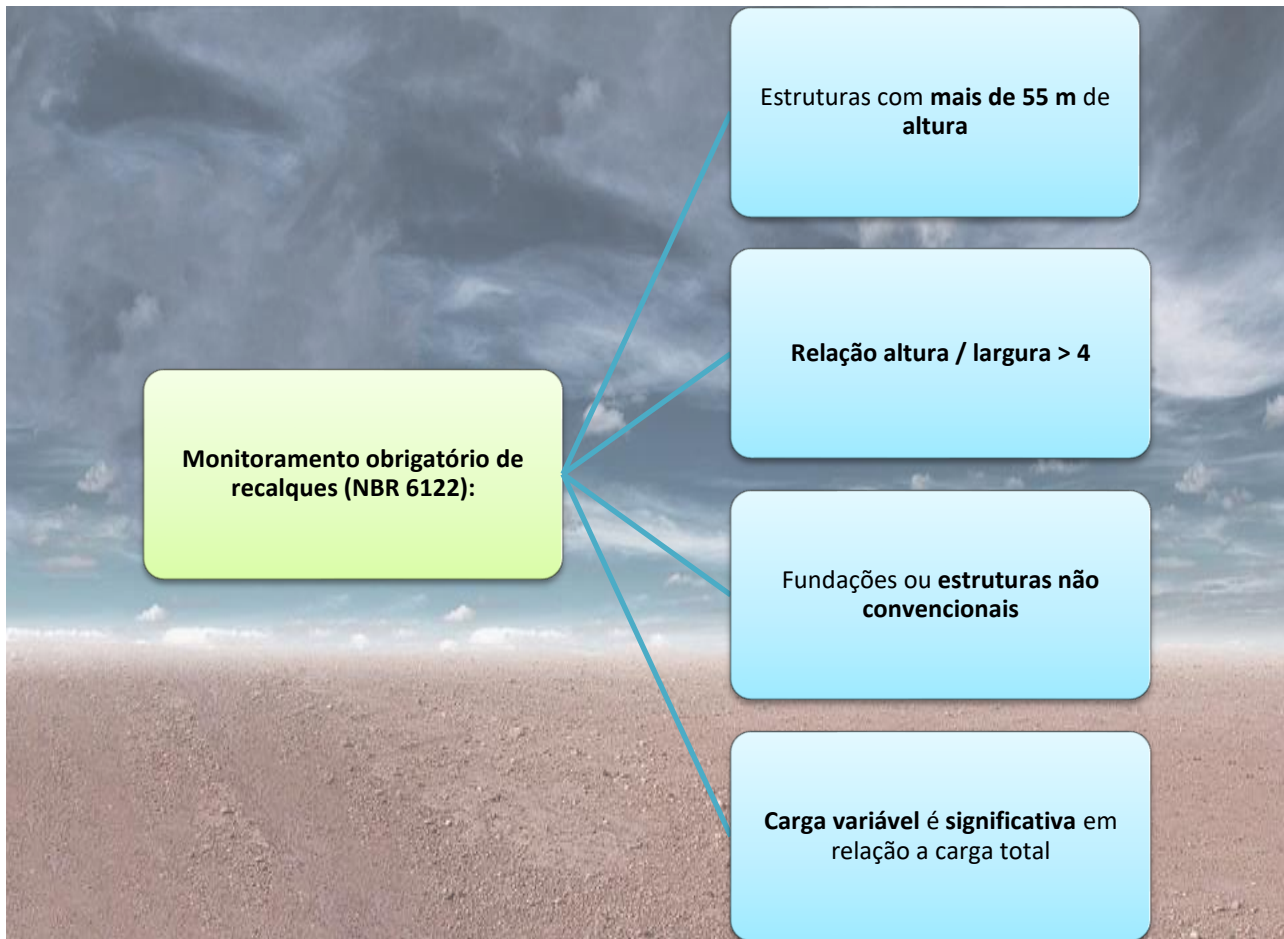 Estruturas com mais de 55 m de
altura
Relação altura / largura > 4
Monitoramento obrigatório de
recalques (NBR 6122):
Fundações ou estruturas não
convencionais
Carga variável é significativa em
relação a carga total